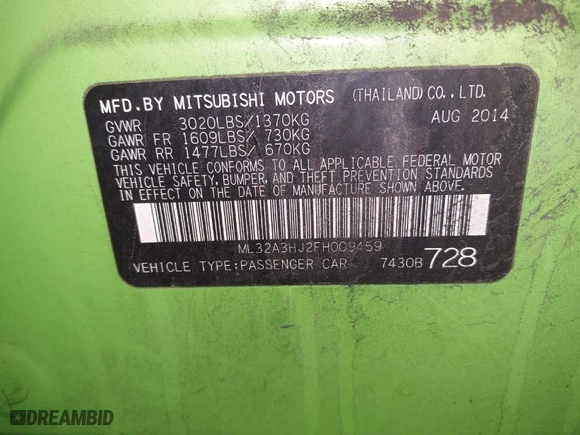 MFD.BY MITSUBISHI MOTORS (THAILAND) CO., LTD.
GVWR 3020LBS/1370KG AUG 2014
GAWR FR 1609LBS/ 730KG
GAWR RR 1477LBS/ 670KG
THIS VEHICLE CONFORMS TO ALL APPLICABLE FEDERAL MOTOR
VEHICLE SAFETY, BUMPER, AND THEFT PREVENTION STANDARDS
IN EFFECT ON THE DATE OF MANUFACTURE SHOWN ABOVE.
ML32A3HJ2FH009459
VEHICLE TYPE:PASSENGER CAR 7430B 728
DREAMBID